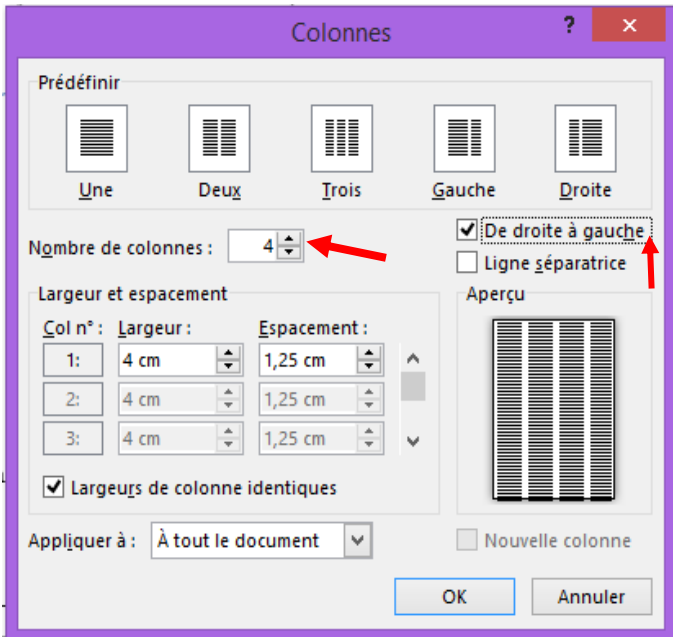 Colonnes ?
Prédéfinir
Une Deux Trois Gauche Droite
Nombre de colonnes : 4
De droite à gauche
Ligne séparatrice
Largeur et espacement
Col n° : Largeur : Espacement :
1: 4 cm 1,25 cm
2: 4 cm 1,25 cm
3: 4 cm 1,25 cm
Largeurs de colonne identiques
Aperçu
Appliquer à : À tout le document
Nouvelle colonne
OK Annuler